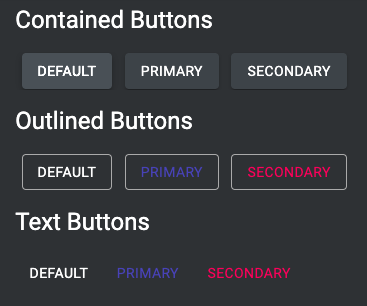 Contained Buttons
DEFAULT PRIMARY SECONDARY
Outlined Buttons
DEFAULT PRIMARY SECONDARY
Text Buttons
DEFAULT PRIMARY SECONDARY